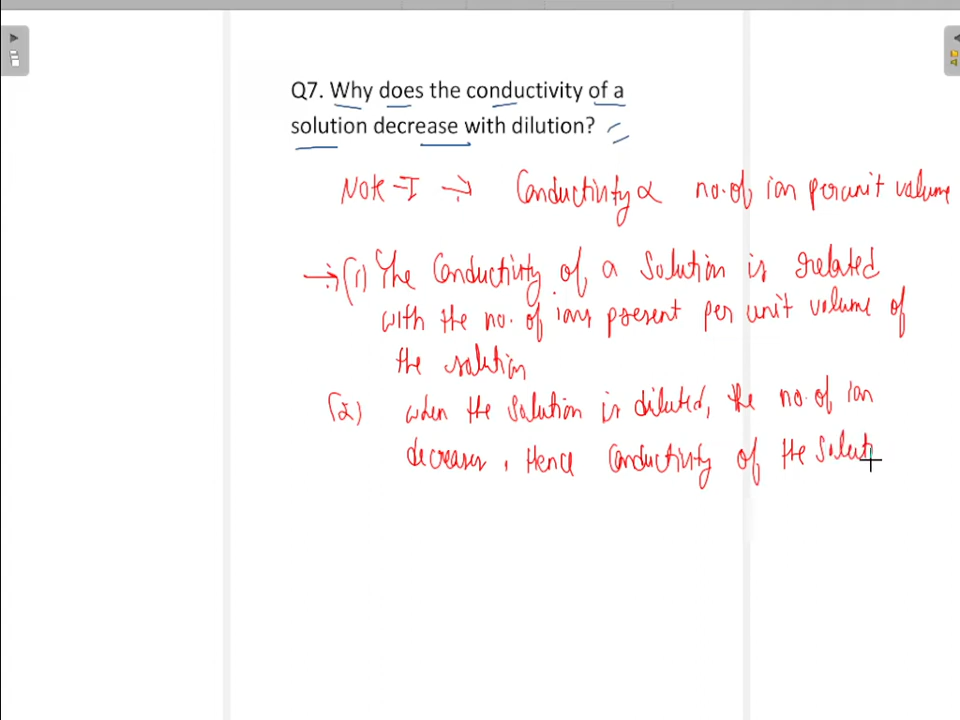 Q7. Why does the conductivity of a
solution decrease with dilution?
Note-I → Conductivity ∝ no. of ion per unit volume
→ (1) The Conductivity of a Solution is related
with the no. of ions present per unit volume of
the solution
(2) when the solution is diluted, the no. of ion
decreases, Hence Conductivity of the Solut